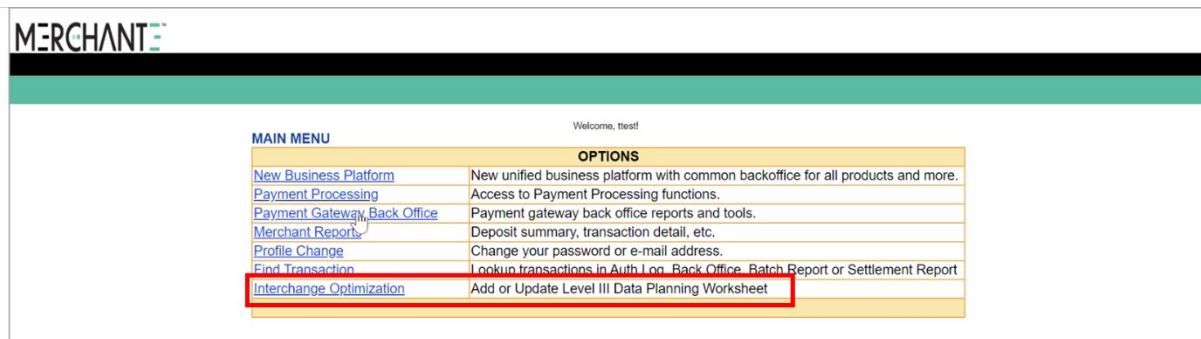 MERCHANTE™
Welcome, ttest!
MAIN MENU
OPTIONS
New Business Platform New unified business platform with common backoffice for all products and more.
Payment Processing Access to Payment Processing functions.
Payment Gateway Back Office Payment gateway back office reports and tools.
Merchant Reports Deposit summary, transaction detail, etc.
Profile Change Change your password or e-mail address.
Find Transaction Lookup transactions in Auth Log, Back Office, Batch Report or Settlement Report
Interchange Optimization Add or Update Level III Data Planning Worksheet